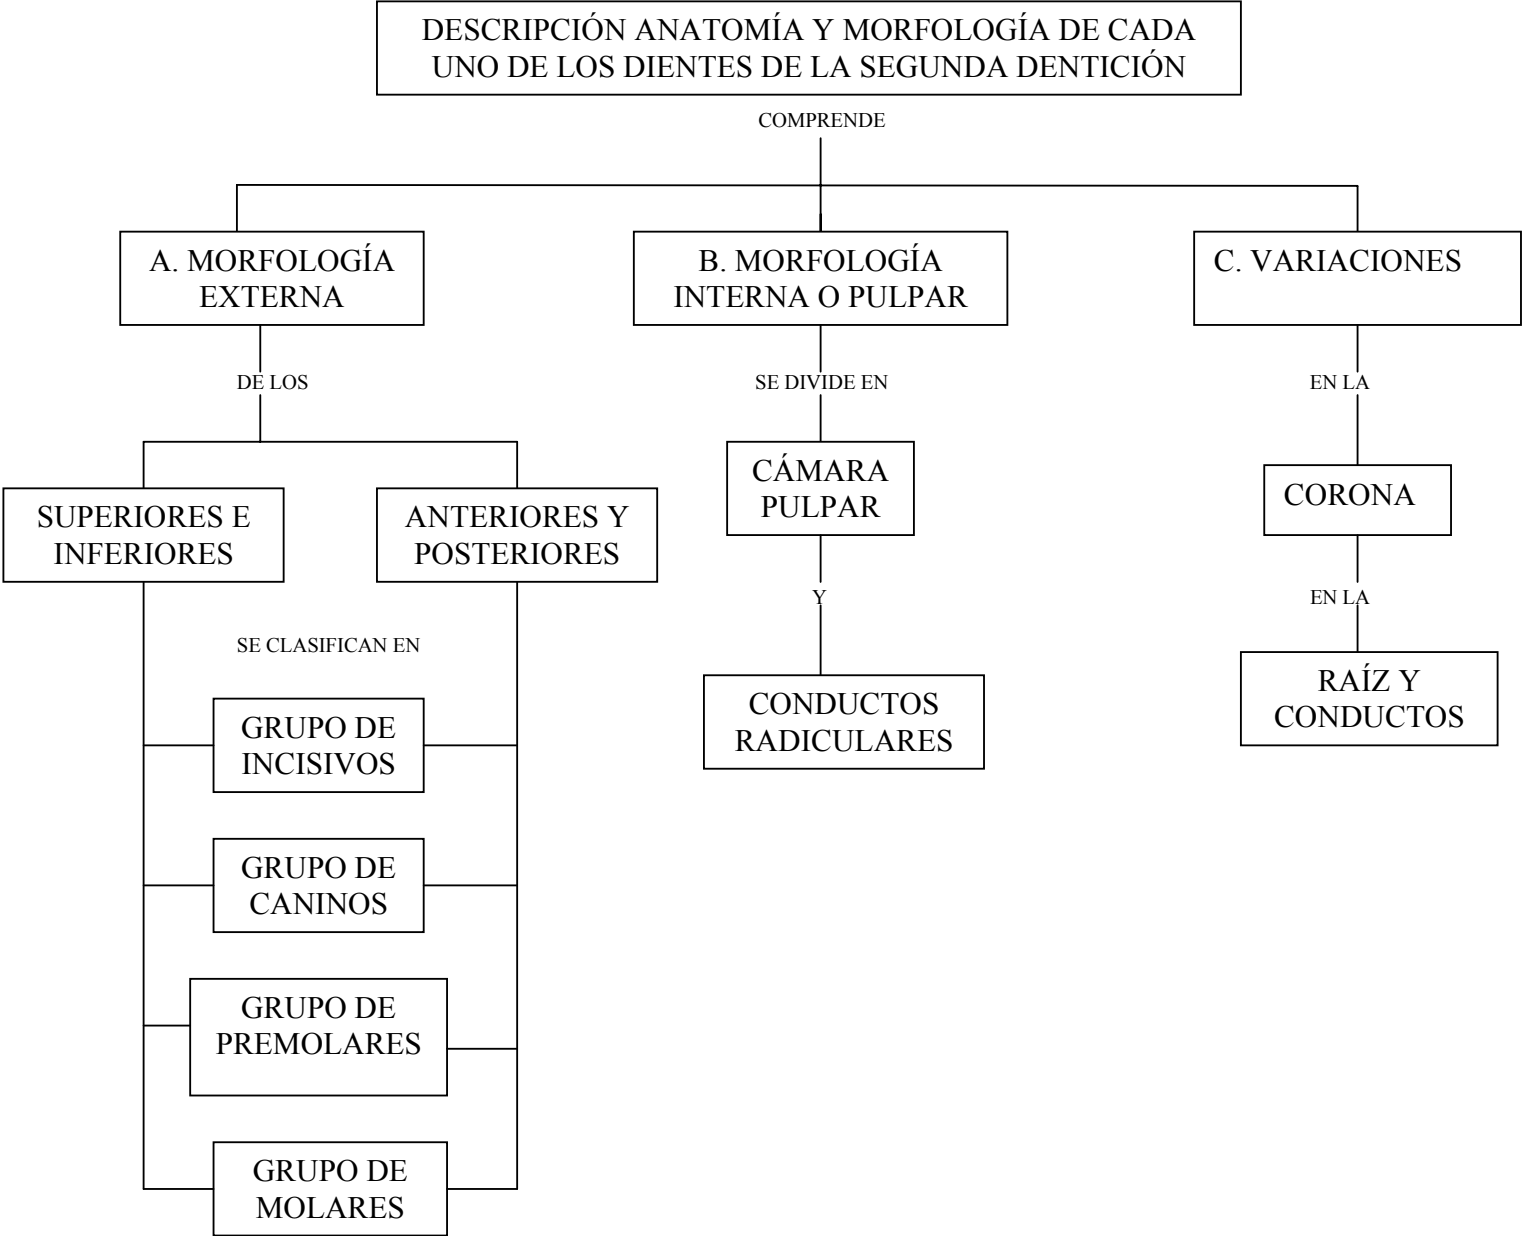 DESCRIPCIÓN ANATOMÍA Y MORFOLOGÍA DE CADA
UNO DE LOS DIENTES DE LA SEGUNDA DENTICIÓN
COMPRENDE
A. MORFOLOGÍA
EXTERNA
B. MORFOLOGÍA
INTERNA O PULPAR
C. VARIACIONES
DE LOS
SE DIVIDE EN
EN LA
SUPERIORES E
INFERIORES
ANTERIORES Y
POSTERIORES
CÁMARA
PULPAR
CORONA
Y
EN LA
SE CLASIFICAN EN
CONDUCTOS
RADICULARES
RAÍZ Y
CONDUCTOS
GRUPO DE
INCISIVOS
GRUPO DE
CANINOS
GRUPO DE
PREMOLARES
GRUPO DE
MOLARES